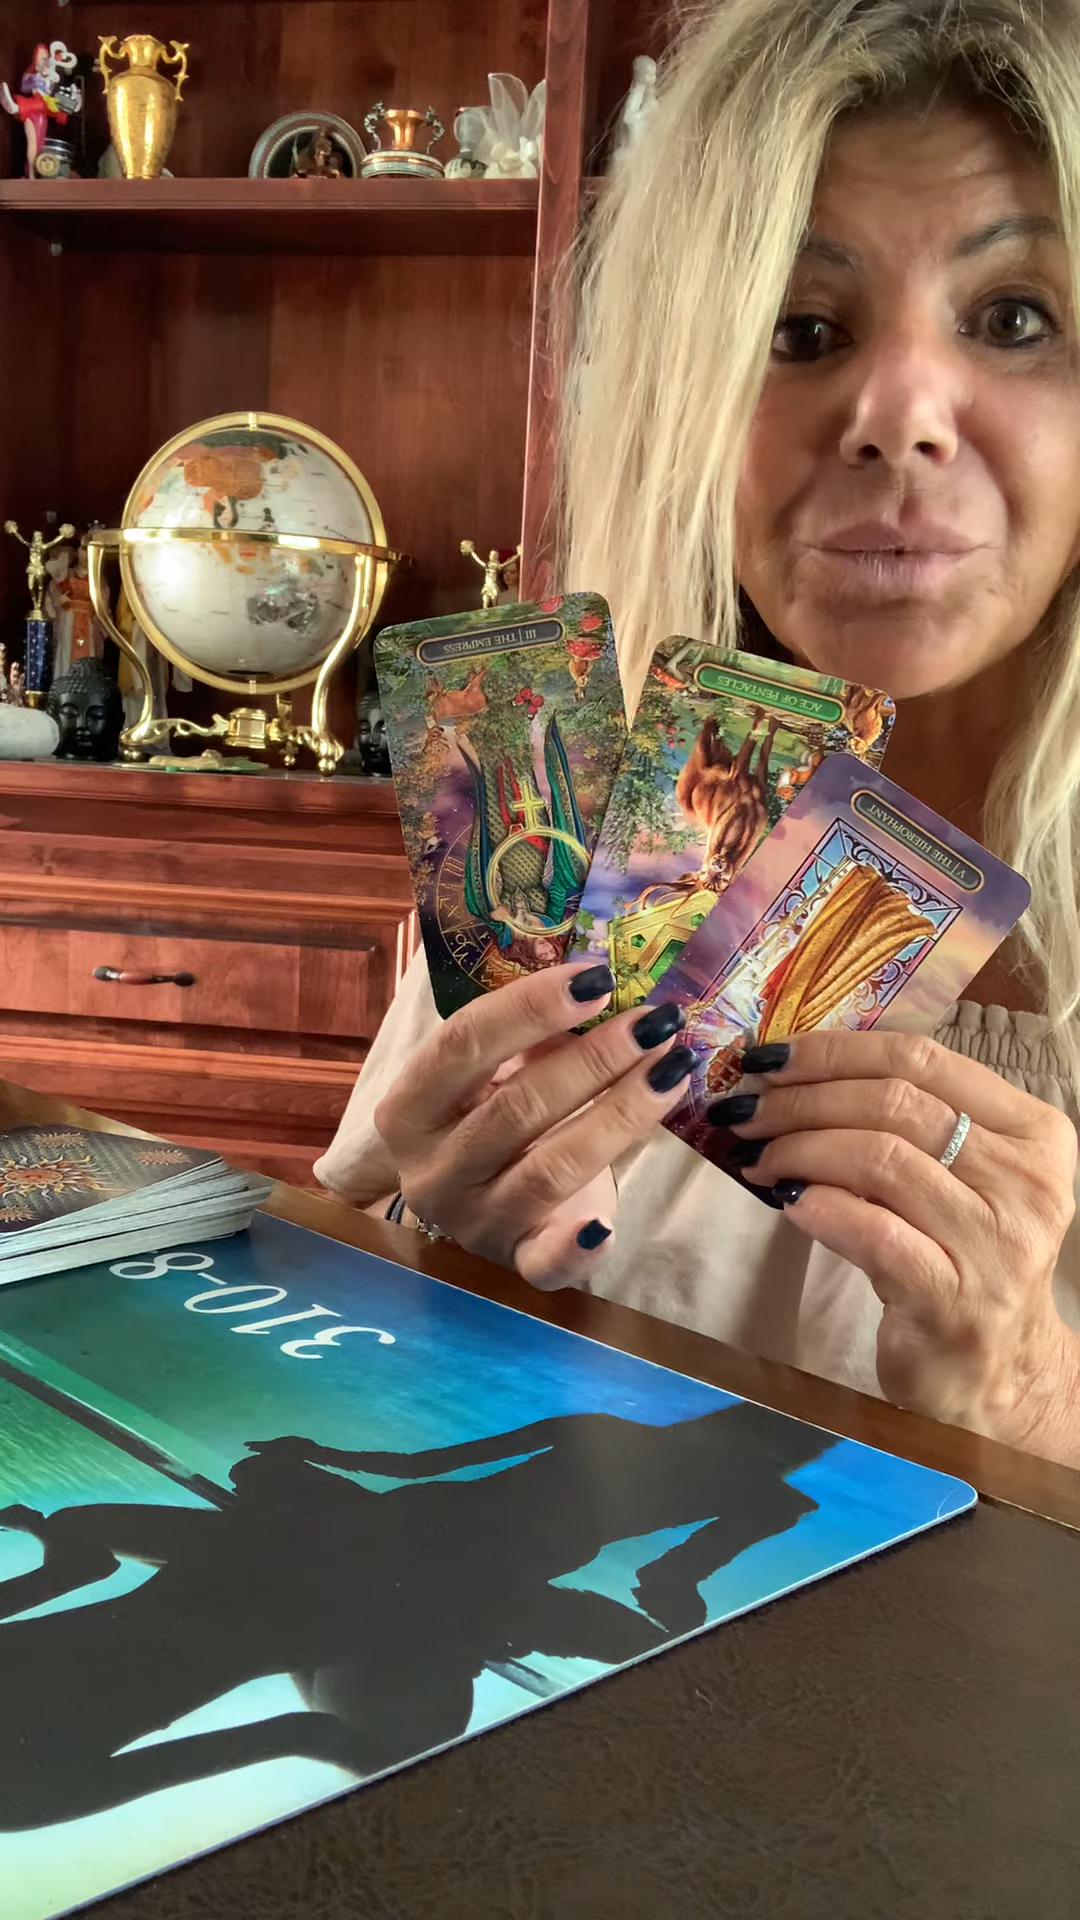 III | THE EMPRESS
ACE OF PENTACLES
V | THE HIEROPHANT
310-8